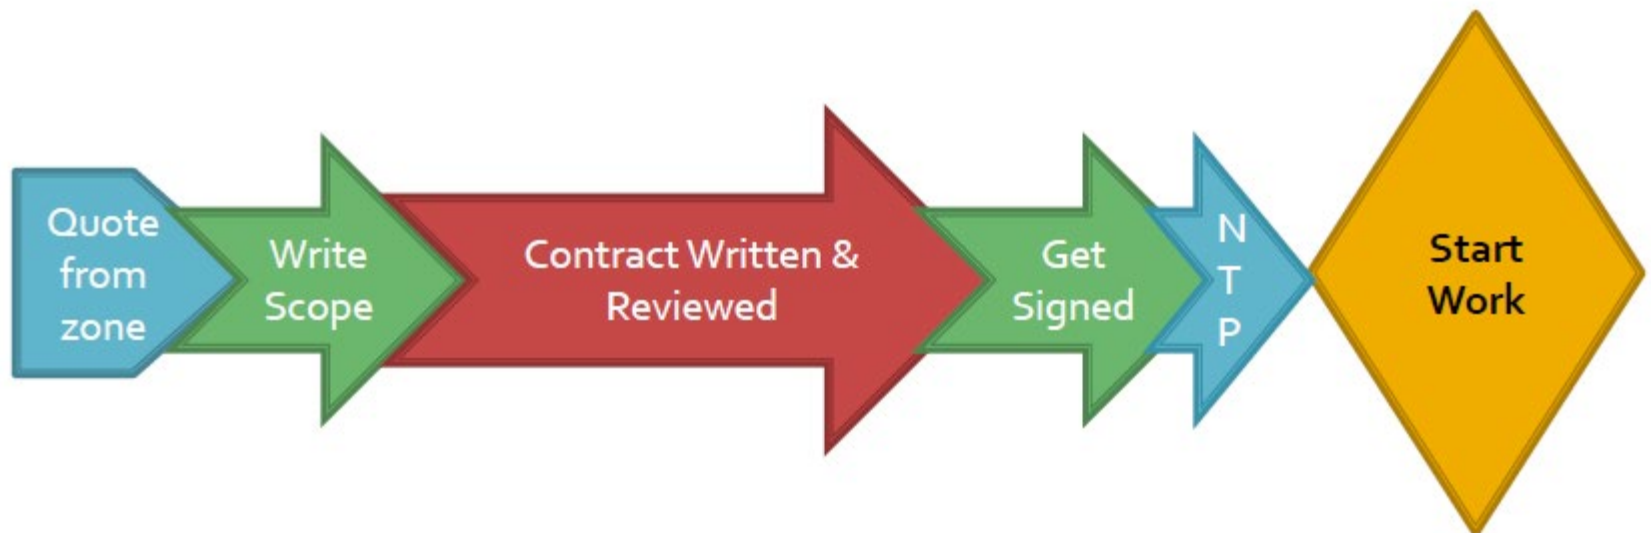 Quote
from
zone
Write
Scope
Contract Written &
Reviewed
Get
Signed
N
T
P
Start
Work